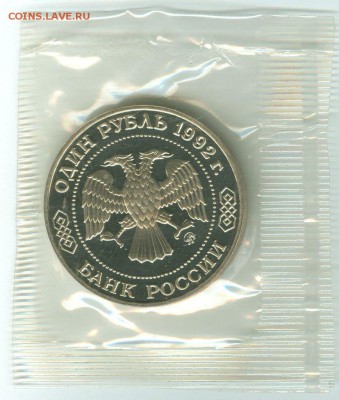 COINS.LAVE.RU
ОДИН РУБЛЬ 1992 г.
БАНК РОССИИ